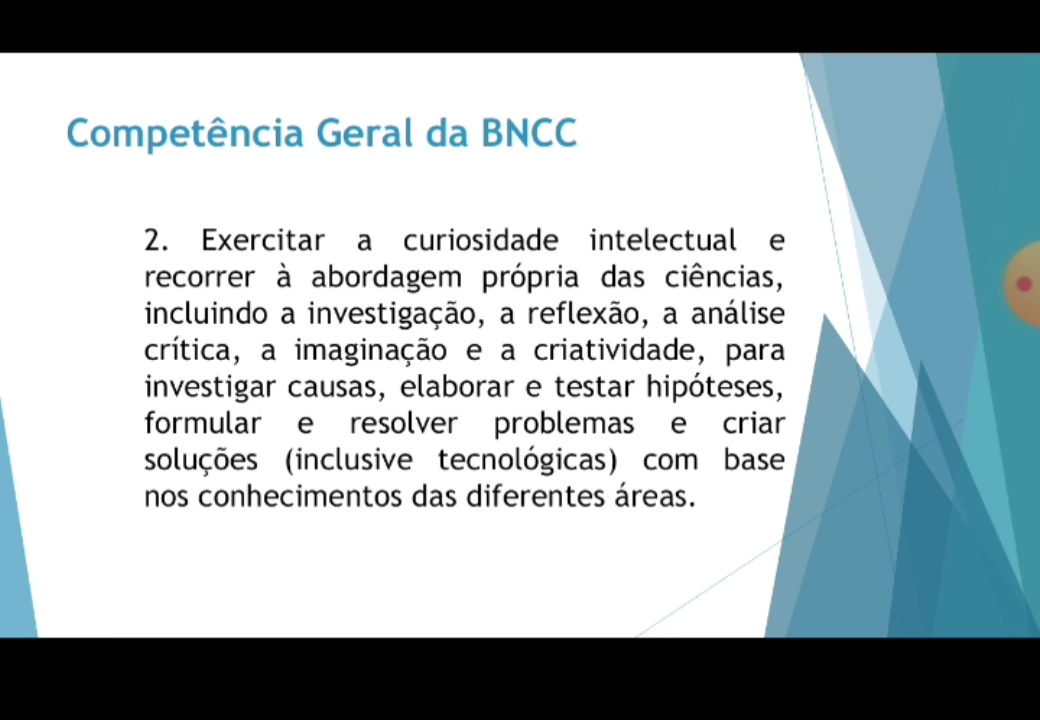 Competência Geral da BNCC
2. Exercitar a curiosidade intelectual e
recorrer à abordagem própria das ciências,
incluindo a investigação, a reflexão, a análise
crítica, a imaginação e a criatividade, para
investigar causas, elaborar e testar hipóteses,
formular e resolver problemas e criar
soluções (inclusive tecnológicas) com base
nos conhecimentos das diferentes áreas.